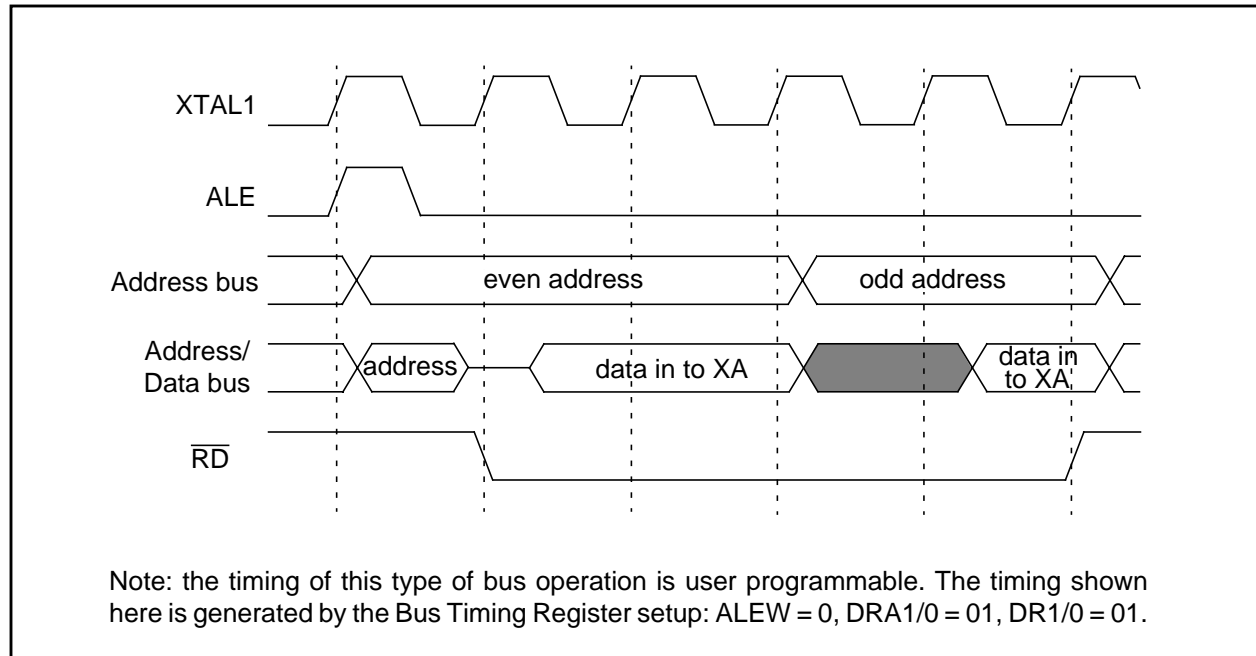 XTAL1
ALE
Address bus
even address
odd address
Address/
Data bus
address
data in to XA
data in
to XA
RD
Note: the timing of this type of bus operation is user programmable. The timing shown
here is generated by the Bus Timing Register setup: ALEW = 0, DRA1/0 = 01, DR1/0 = 01.